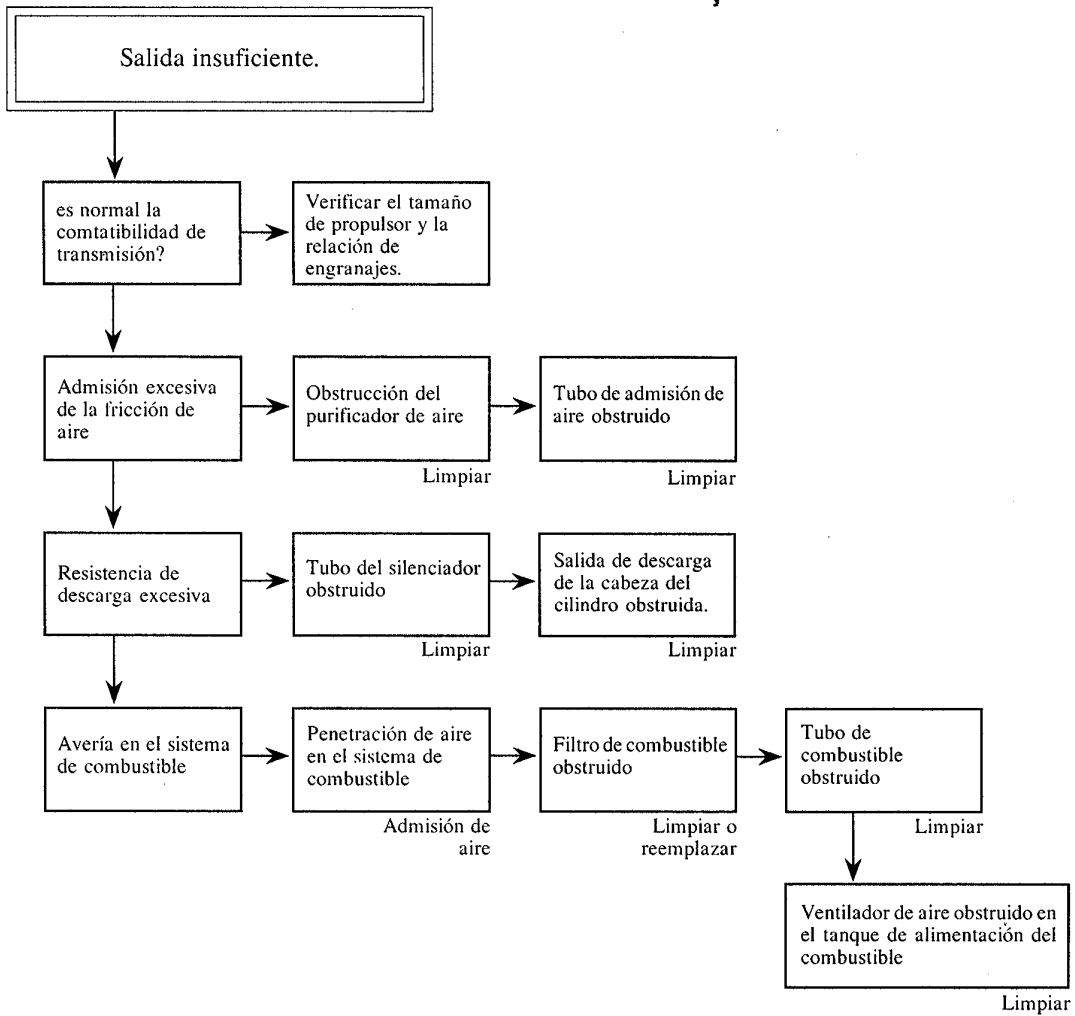 Salida insuficiente.
es normal la
comtatibilidad de
transmisión?
Verificar el tamaño
de propulsor y la
relación de
engranajes.
Admisión excesiva
de la fricción de
aire
Obstrucción del
purificador de aire
Limpiar
Tubo de admisión de
aire obstruido
Limpiar
Resistencia de
descarga excesiva
Tubo del silenciador
obstruido
Limpiar
Salida de descarga
de la cabeza del
cilindro obstruida.
Limpiar
Avería en el sistema
de combustible
Penetración de aire
en el sistema de
combustible
Admisión de
aire
Filtro de combustible
obstruido
Limpiar o
reemplazar
Tubo de
combustible
obstruido
Limpiar
Ventilador de aire obstruido en
el tanque de alimentación del
combustible
Limpiar